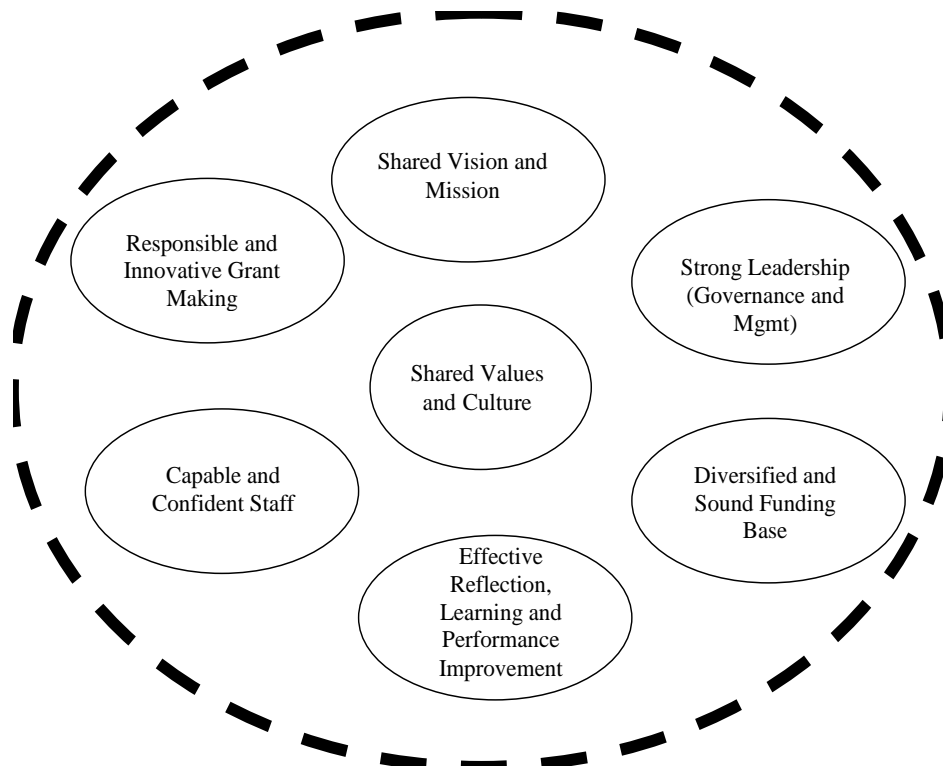 Shared Vision and
Mission
Responsible and
Innovative Grant
Making
Strong Leadership
(Governance and
Mgmt)
Shared Values
and Culture
Capable and
Confident Staff
Diversified and
Sound Funding
Base
Effective
Reflection,
Learning and
Performance
Improvement